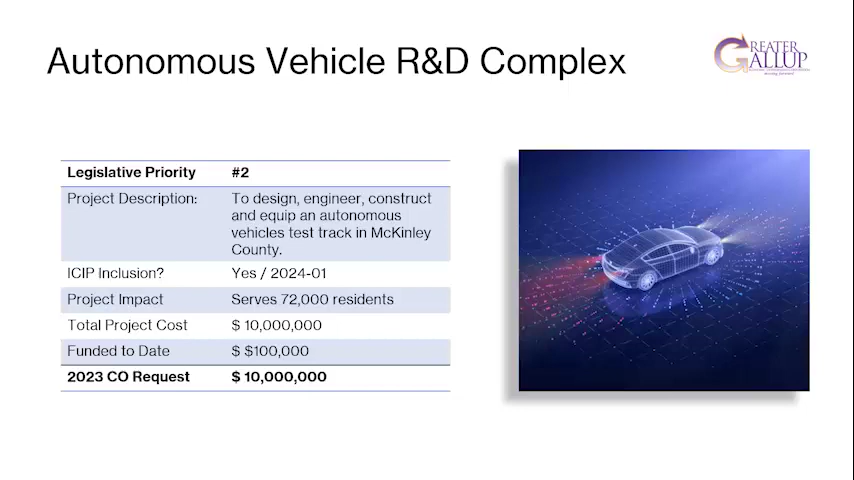 Autonomous Vehicle R&D Complex
GREATER
GALLUP
Legislative Priority #2
Project Description: To design, engineer, construct
and equip an autonomous
vehicles test track in McKinley
County.
ICIP Inclusion? Yes / 2024-01
Project Impact Serves 72,000 residents
Total Project Cost $ 10,000,000
Funded to Date $ $100,000
2023 CO Request $ 10,000,000